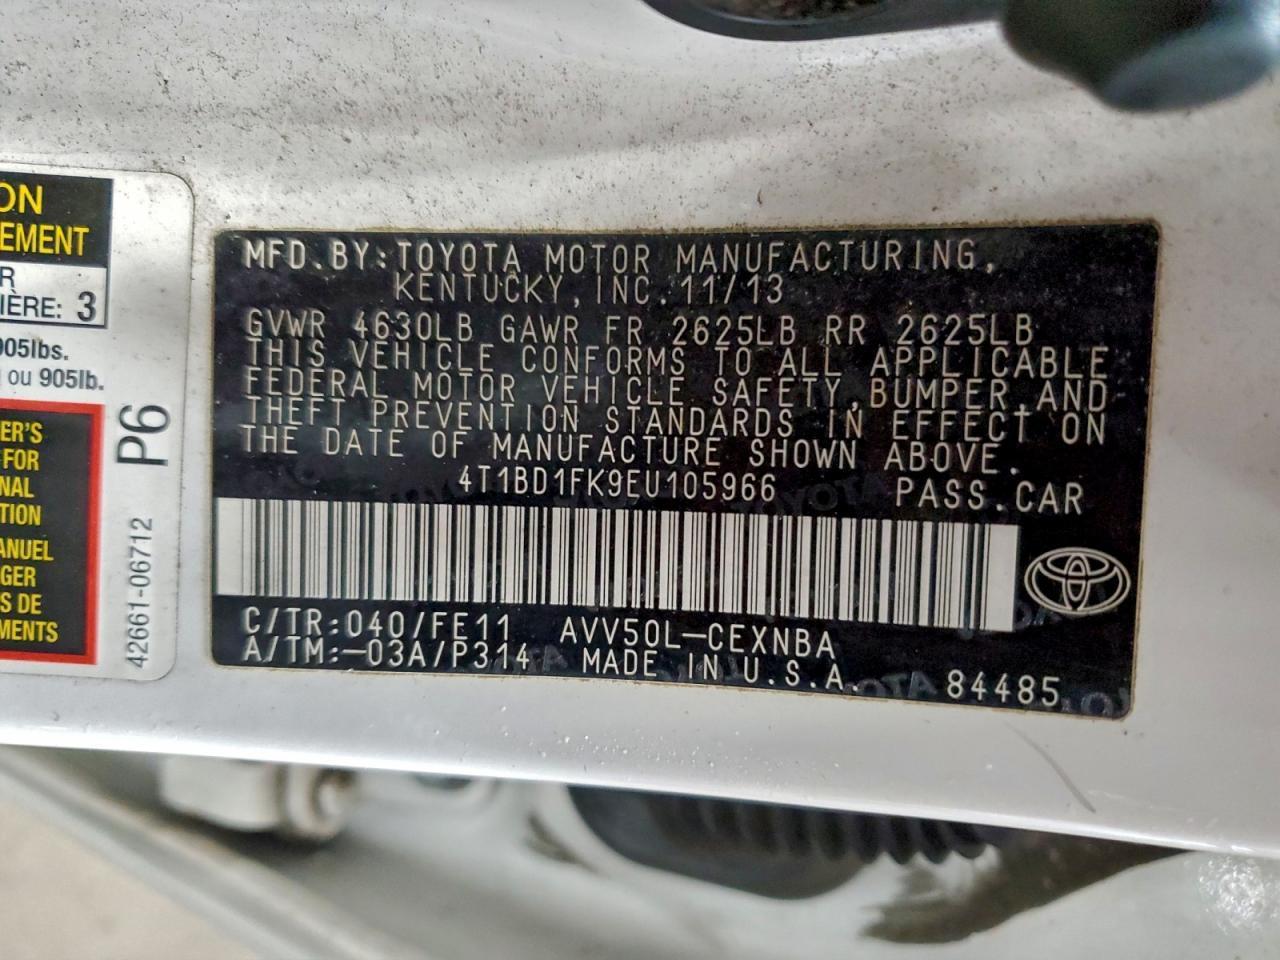 ON
EMENT
R
IÈRE: 3
905lbs.
ou 905lb.
ER'S
FOR
NAL
TION
ANUEL
GER
S DE
MENTS
P6
42661-06712
MFD.BY:TOYOTA MOTOR MANUFACTURING,
KENTUCKY,INC.11/13
GVWR 4630LB GAWR FR 2625LB RR 2625LB
THIS VEHICLE CONFORMS TO ALL APPLICABLE
FEDERAL MOTOR VEHICLE SAFETY,BUMPER AND
THEFT PREVENTION STANDARDS IN EFFECT ON
THE DATE OF MANUFACTURE SHOWN ABOVE.
4T1BD1FK9EU105966 PASS.CAR
C/TR:040/FE11 AVV50L-CEXNBA
A/TM:-03A/P314 MADE IN U.S.A. 84485